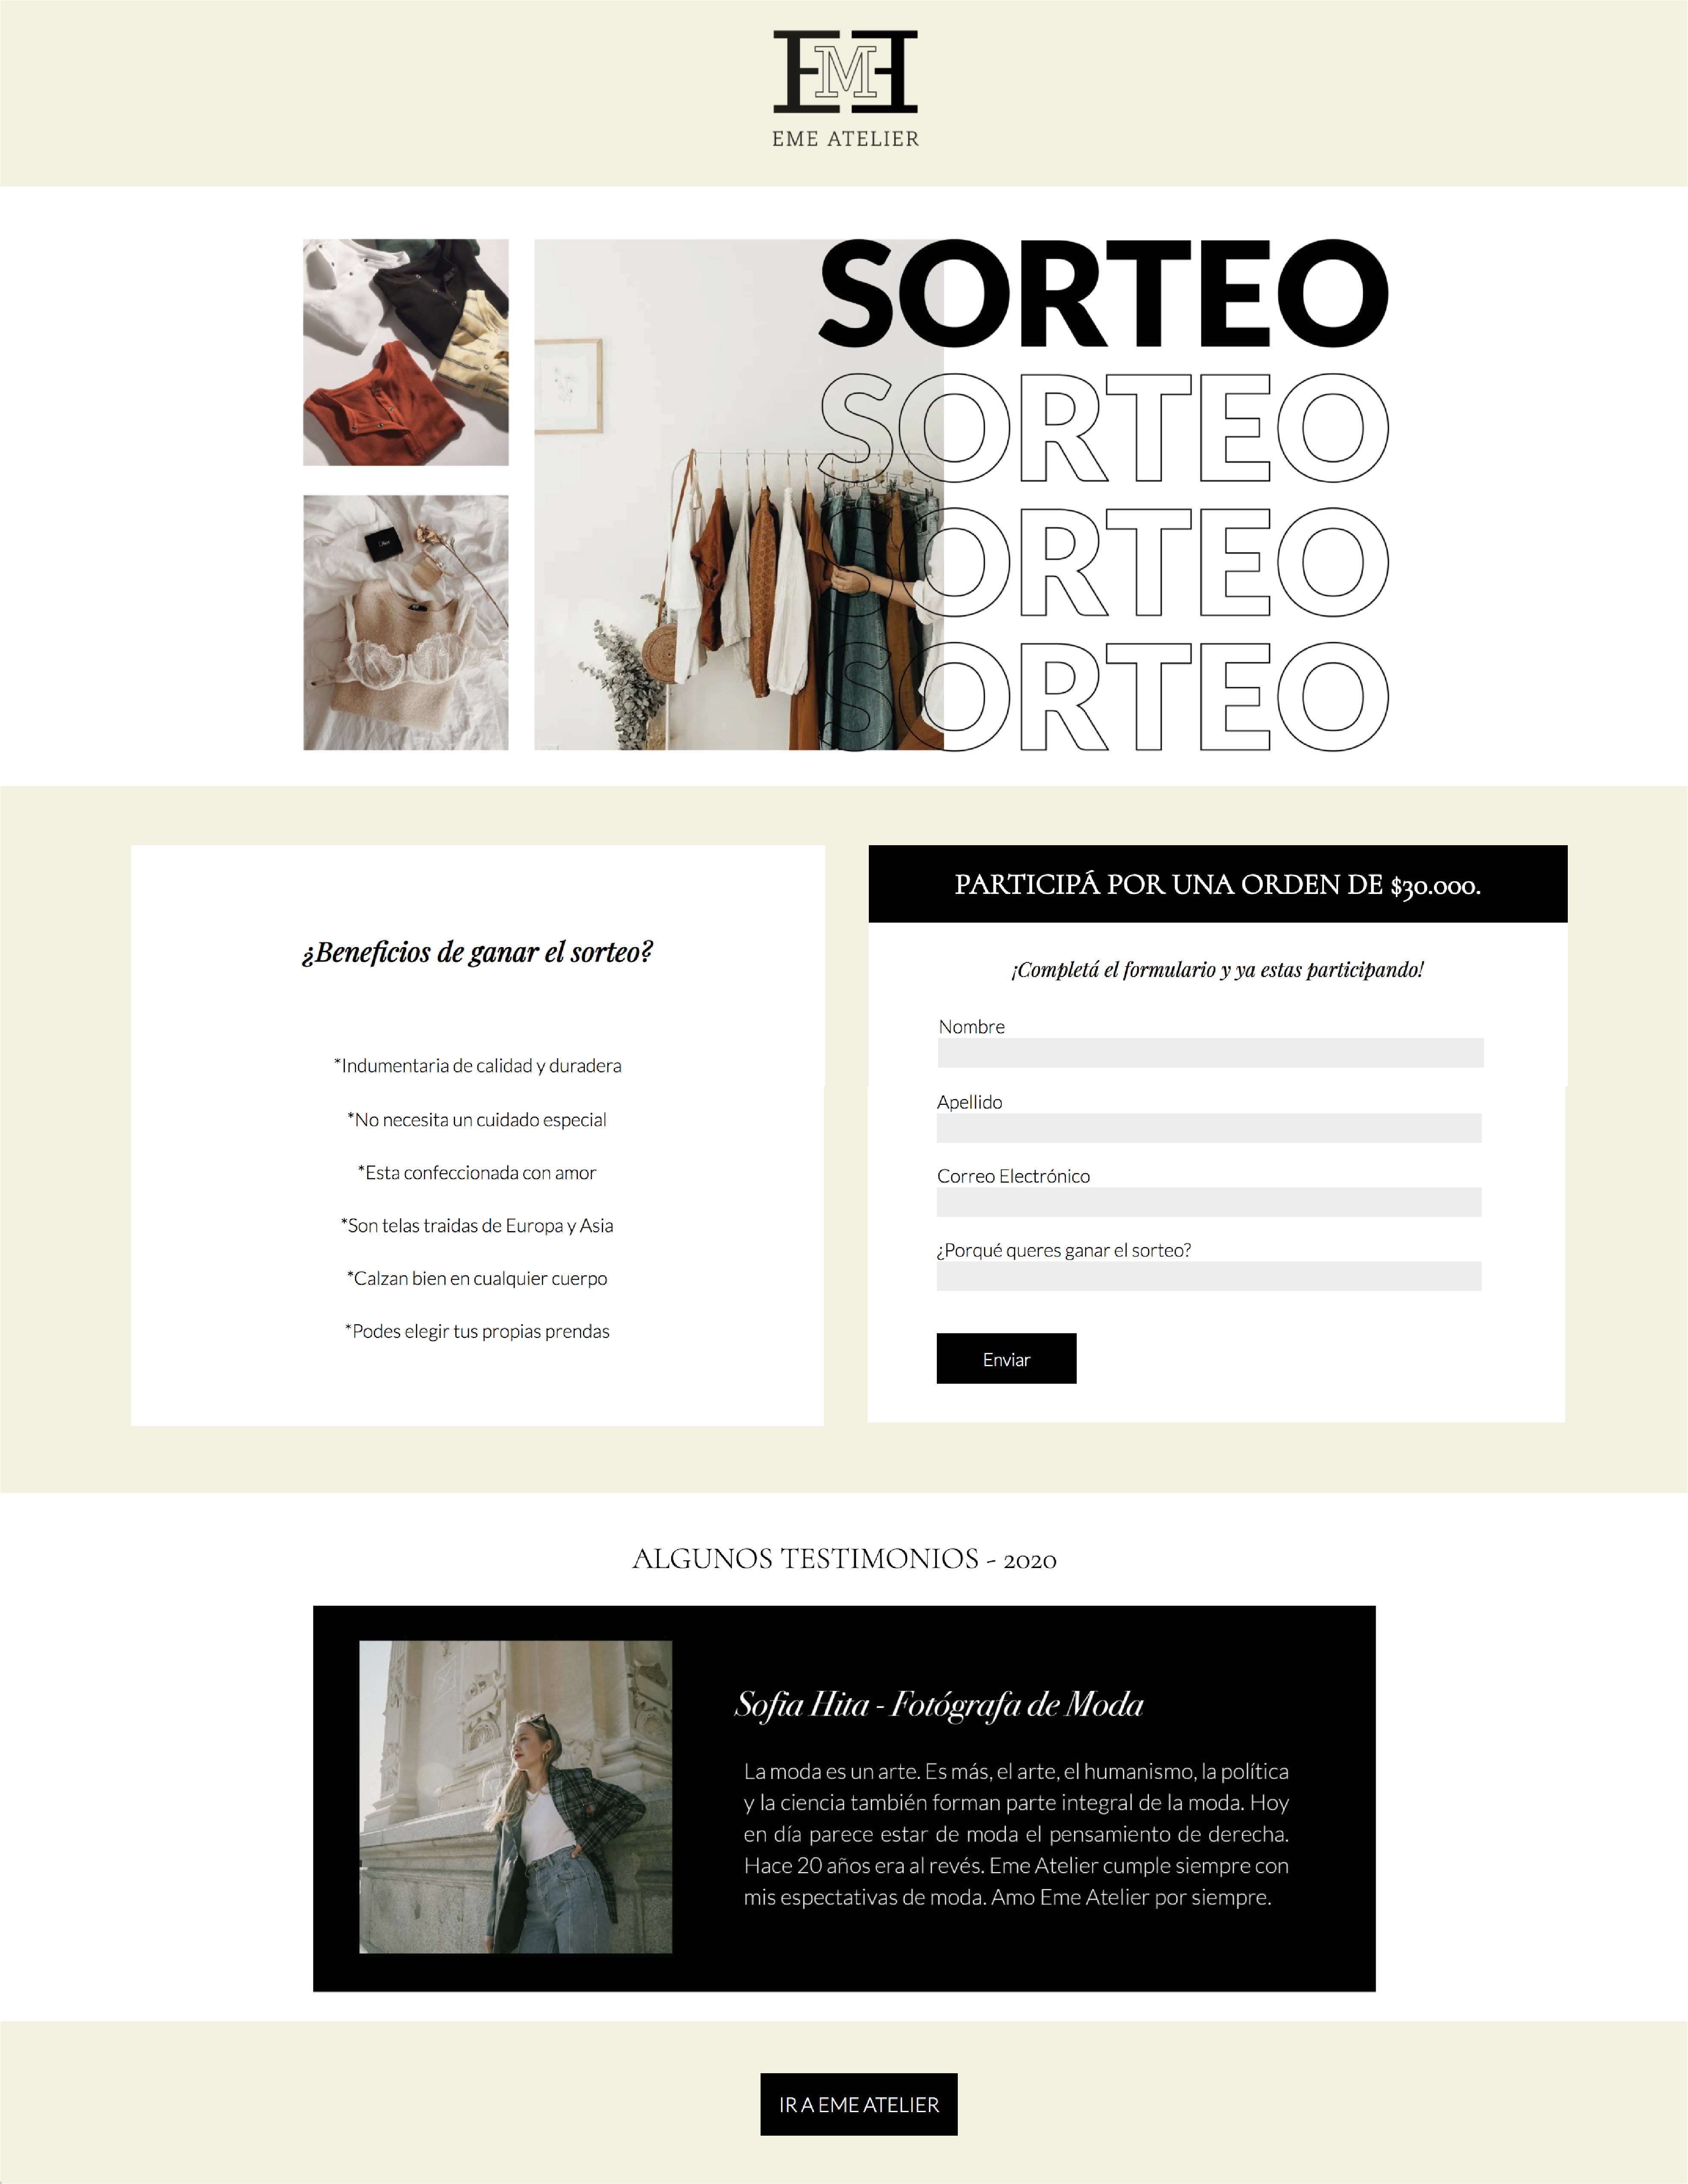 EME
EME ATELIER
SORTEO
SORTEO
SORTEO
SORTEO
¿Beneficios de ganar el sorteo?
*Indumentaria de calidad y duradera
*No necesita un cuidado especial
*Esta confeccionada con amor
*Son telas traidas de Europa y Asia
*Calzan bien en cualquier cuerpo
*Podes elegir tus propias prendas
PARTICIPÁ POR UNA ORDEN DE $30.000.
¡Completá el formulario y ya estas participando!
Nombre
Apellido
Correo Electrónico
¿Porqué queres ganar el sorteo?
Enviar
ALGUNOS TESTIMONIOS - 2020
Sofia Hita - Fotógrafa de Moda
La moda es un arte. Es más, el arte, el humanismo, la política
y la ciencia también forman parte integral de la moda. Hoy
en día parece estar de moda el pensamiento de derecha.
Hace 20 años era al revés. Eme Atelier cumple siempre con
mis espectativas de moda. Amo Eme Atelier por siempre.
IR A EME ATELIER